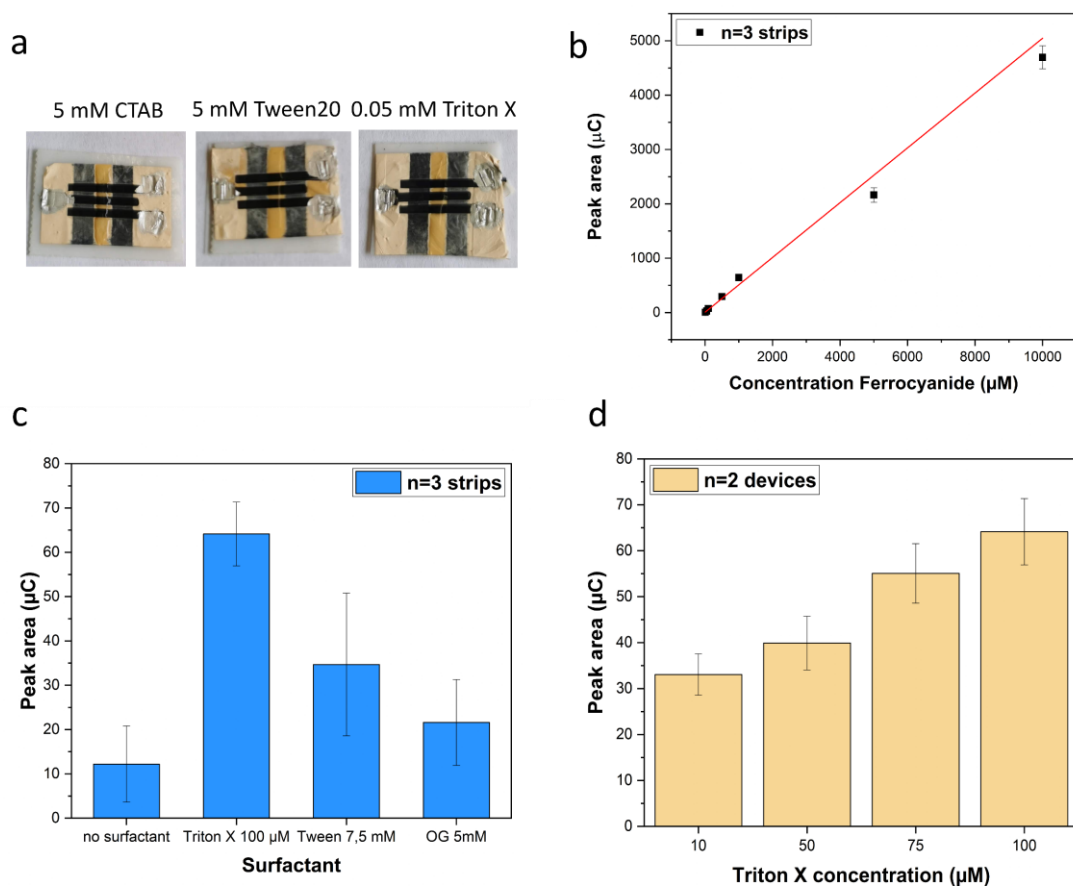 a
5 mM CTAB 5 mM Tween20 0.05 mM Triton X
b
n=3 strips
5000
4000
3000
2000
1000
0
Peak area (µC)
0 2000 4000 6000 8000 10000
Concentration Ferrocyanide (µM)
c
n=3 strips
80
70
60
50
40
30
20
10
0
Peak area (µC)
no surfactant Triton X 100 µM Tween 7,5 mM OG 5mM
Surfactant
d
n=2 devices
80
70
60
50
40
30
20
10
0
Peak area (µC)
10 50 75 100
Triton X concentration (µM)